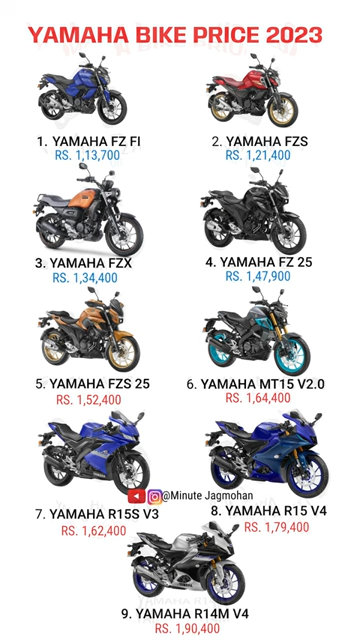 YAMAHA BIKE PRICE 2023
1. YAMAHA FZ FI
RS. 1,13,700
2. YAMAHA FZS
RS. 1,21,400
3. YAMAHA FZX
RS. 1,34,400
4. YAMAHA FZ 25
RS. 1,47,900
5. YAMAHA FZS 25
RS. 1,52,400
6. YAMAHA MT15 V2.0
RS. 1,64,400
@Minute Jagmohan
7. YAMAHA R15S V3
RS. 1,62,400
8. YAMAHA R15 V4
RS. 1,79,400
9. YAMAHA R14M V4
RS. 1,90,400